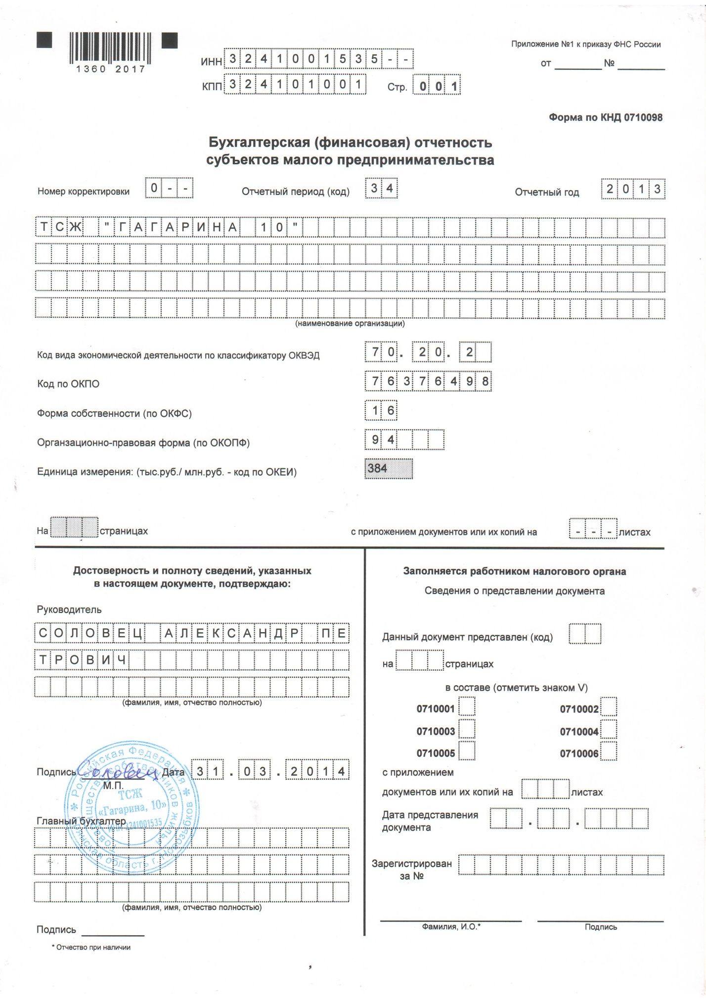 Приложение №1 к приказу ФНС России
от ________ № ________
1360 2017
ИНН 3241001535--
КПП 324101001 Стр. 001
Форма по КНД 0710098
Бухгалтерская (финансовая) отчетность
субъектов малого предпринимательства
Номер корректировки 0-- Отчетный период (код) 34 Отчетный год 2013
ТСЖ "ГАГАРИНА 10"
(наименование организации)
Код вида экономической деятельности по классификатору ОКВЭД 70.20.2
Код по ОКПО 76376498
Форма собственности (по ОКФС) 16
Органзационно-правовая форма (по ОКОПФ) 94
Единица измерения: (тыс.руб./ млн.руб. - код по ОКЕИ) 384
На страницах с приложением документов или их копий на --- листах
Достоверность и полноту сведений, указанных
в настоящем документе, подтверждаю:
Руководитель
СОЛОВЕЦ АЛЕКСАНДР ПЕ
ТРОВИЧ
(фамилия, имя, отчество полностью)
Подпись Соловец Дата 31.03.2014
М.П.
* Российская Федерация * Брянская область г. Новозыбков
Товарищество собственников жилья
ТСЖ
«Гагарина, 10»
ИНН 3241001535
Главный бухгалтер
(фамилия, имя, отчество полностью)
Подпись
* Отчество при наличии
Заполняется работником налогового органа
Сведения о представлении документа
Данный документ представлен (код)
на страницах
в составе (отметить знаком V)
0710001 0710002
0710003 0710004
0710005 0710006
с приложением
документов или их копий на листах
Дата представления
документа . .
Зарегистрирован
за №
Фамилия, И.О.* Подпись